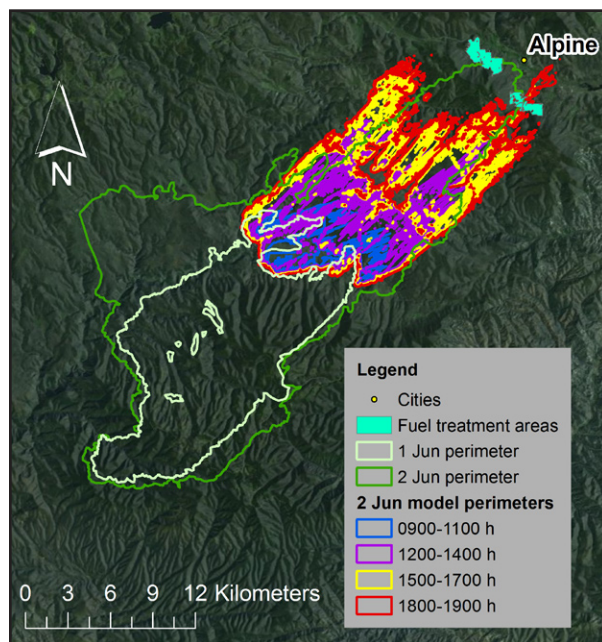 Alpine
N
Legend
Cities
Fuel treatment areas
1 Jun perimeter
2 Jun perimeter
2 Jun model perimeters
0900-1100 h
1200-1400 h
1500-1700 h
1800-1900 h
0 3 6 9 12 Kilometers